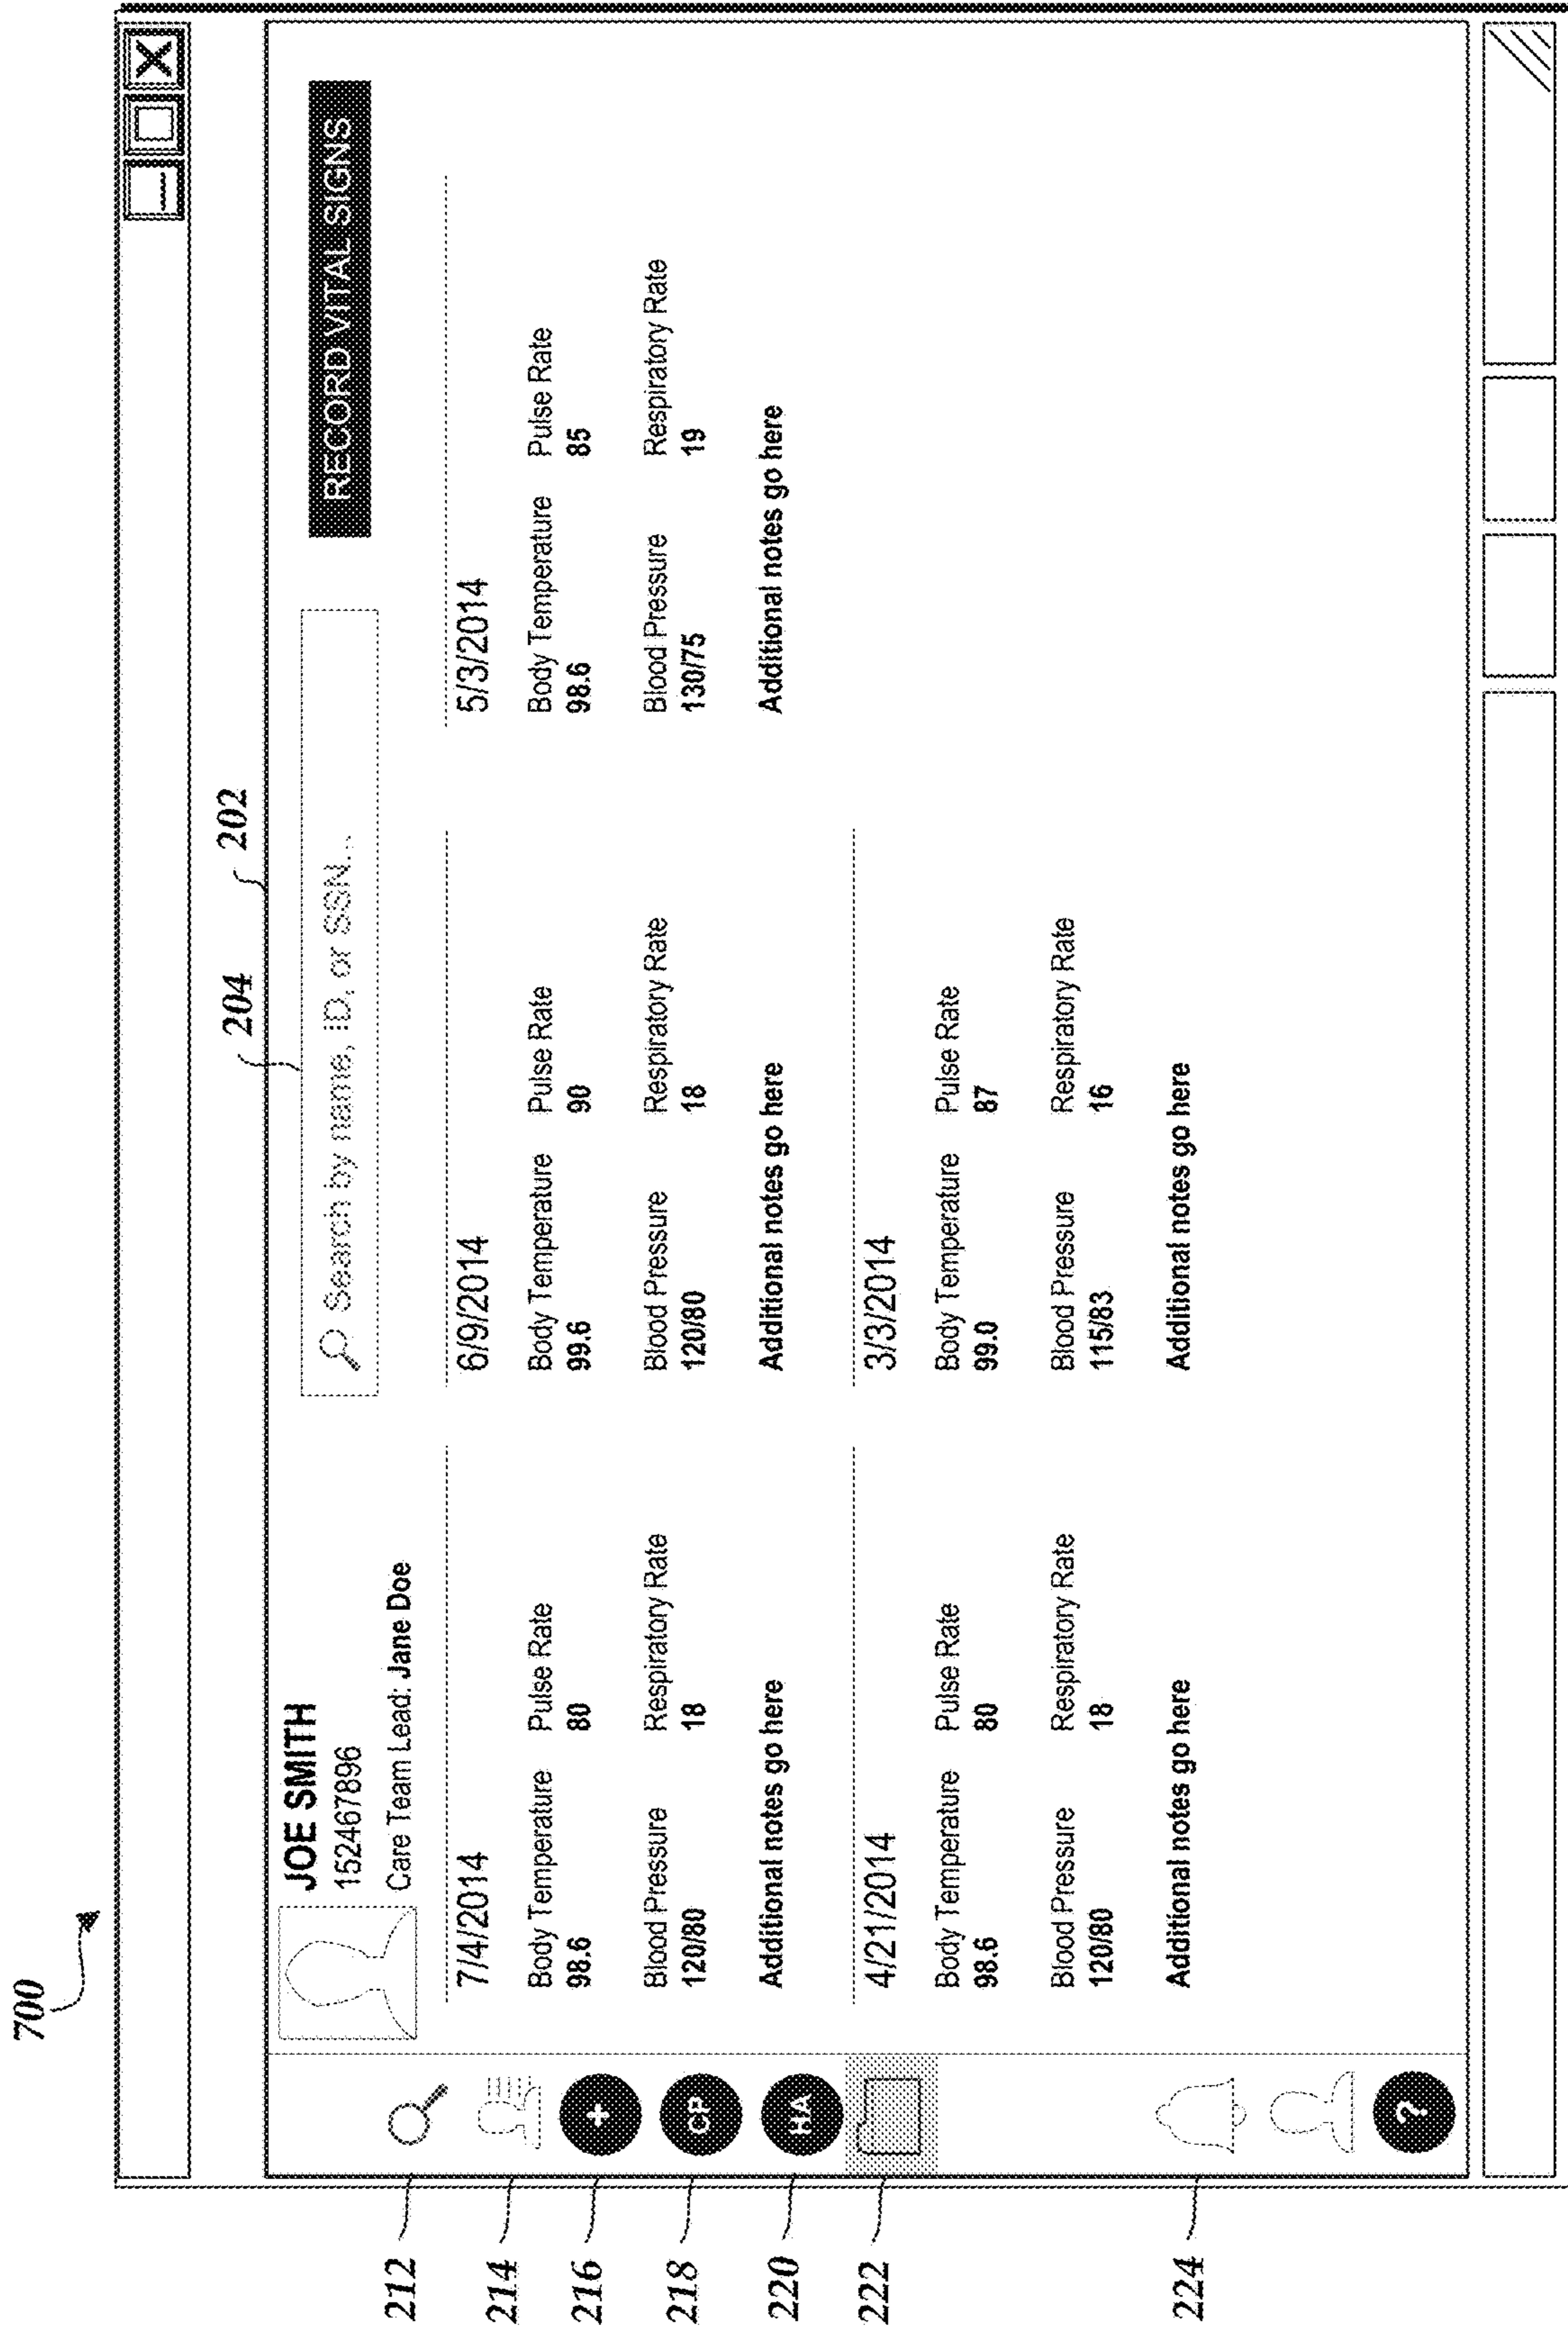 700
202
204
JOE SMITH
152467896
Care Team Lead: Jane Doe
Search by name, ID, or SSN...
RECORD VITAL SIGNS
7/4/2014
Body Temperature Pulse Rate
98.6 80
Blood Pressure Respiratory Rate
120/80 18
Additional notes go here
6/9/2014
Body Temperature Pulse Rate
99.6 90
Blood Pressure Respiratory Rate
120/80 18
Additional notes go here
5/3/2014
Body Temperature Pulse Rate
98.6 85
Blood Pressure Respiratory Rate
130/75 19
Additional notes go here
4/21/2014
Body Temperature Pulse Rate
98.6 80
Blood Pressure Respiratory Rate
120/80 18
Additional notes go here
3/3/2014
Body Temperature Pulse Rate
99.0 87
Blood Pressure Respiratory Rate
115/83 16
Additional notes go here
212
214
216 +
218 CP
220 HA
222
224
?